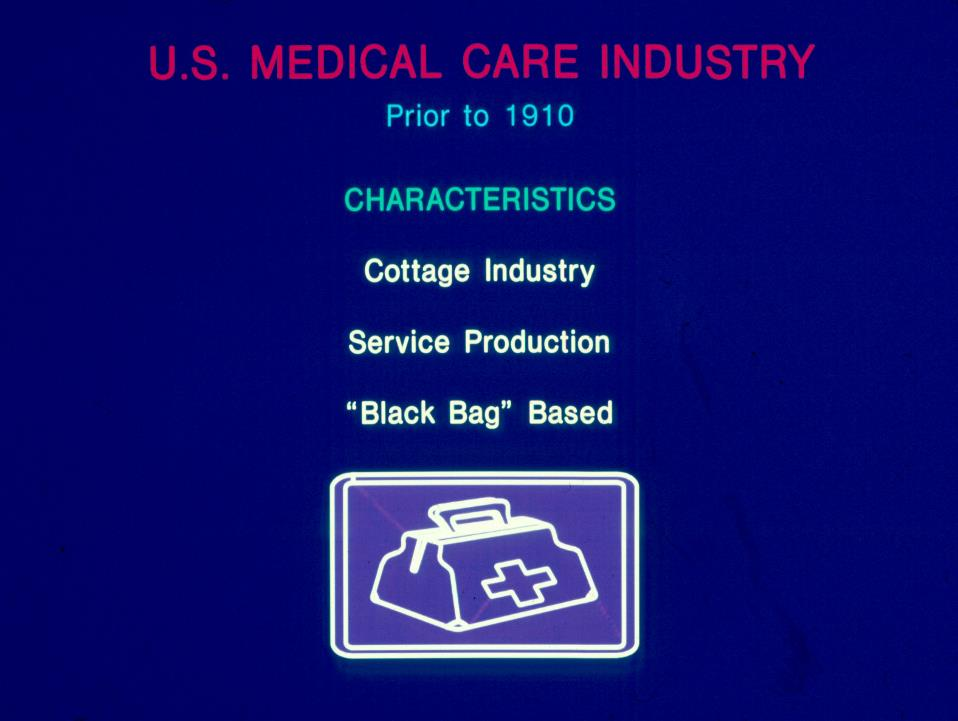 U.S. MEDICAL CARE INDUSTRY
Prior to 1910
CHARACTERISTICS
Cottage Industry
Service Production
“Black Bag” Based